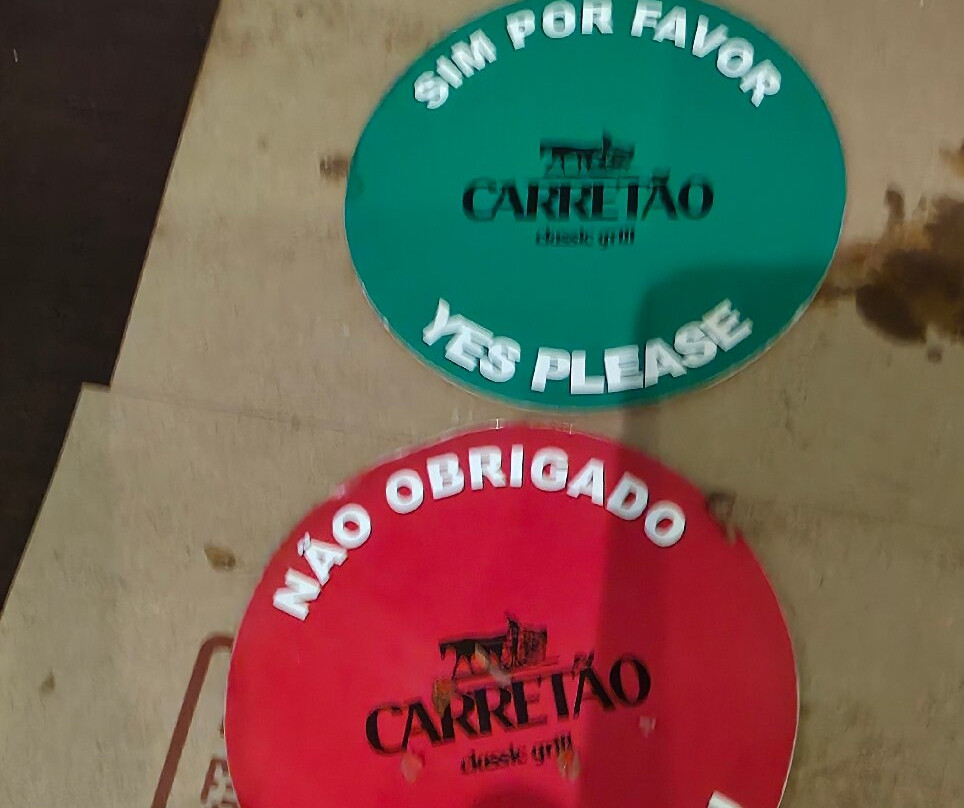 SIM POR FAVOR
CARRETÃO
classic grill
YES PLEASE
NÃO OBRIGADO
CARRETÃO
classic grill